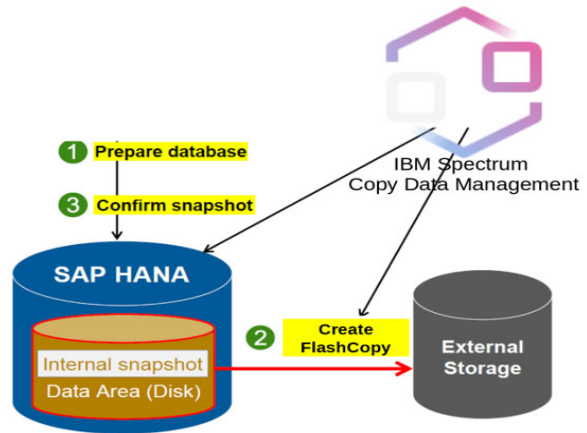 IBM Spectrum
Copy Data Management
1 Prepare database
3 Confirm snapshot
SAP HANA
Internal snapshot
Data Area (Disk)
2 Create
FlashCopy
External
Storage